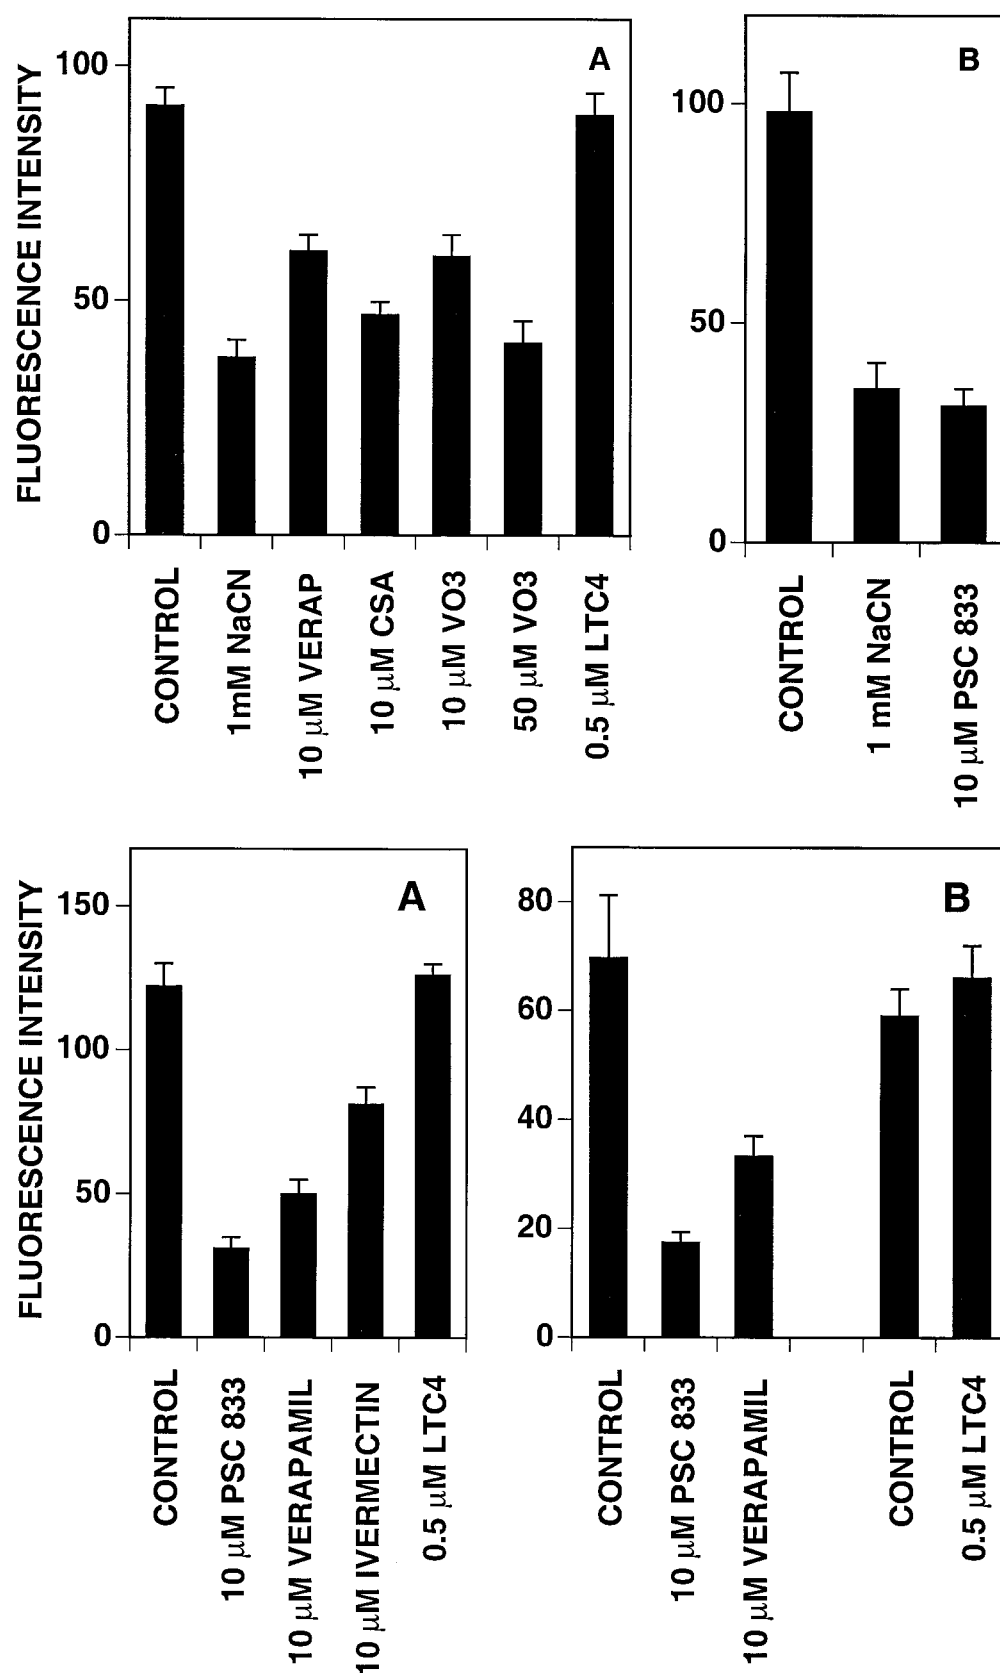 A
FLUORESCENCE INTENSITY
100
50
0
CONTROL
1mM NaCN
10 μM VERAP
10 μM CSA
10 μM VO3
50 μM VO3
0.5 μM LTC4
B
100
50
0
CONTROL
1 mM NaCN
10 μM PSC 833
A
FLUORESCENCE INTENSITY
150
100
50
0
CONTROL
10 μM PSC 833
10 μM VERAPAMIL
10 μM IVERMECTIN
0.5 μM LTC4
B
80
60
40
20
0
CONTROL
10 μM PSC 833
10 μM VERAPAMIL
CONTROL
0.5 μM LTC4